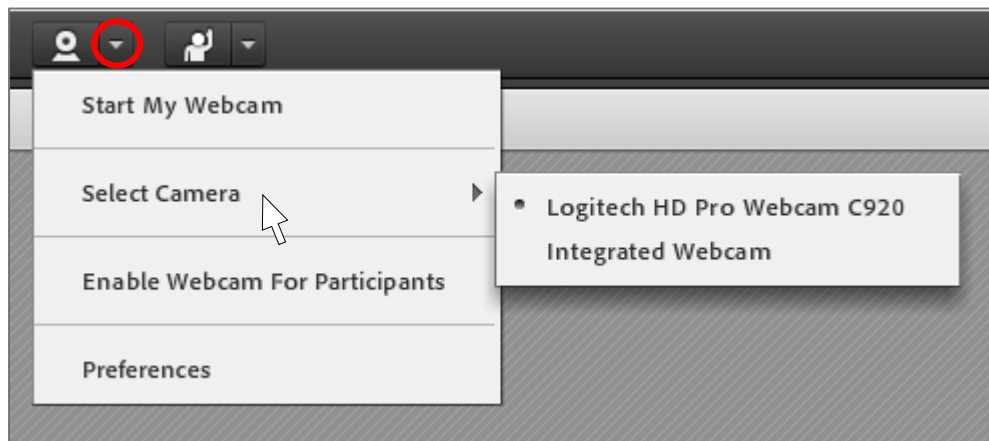 Start My Webcam
Select Camera
Logitech HD Pro Webcam C920
Integrated Webcam
Enable Webcam For Participants
Preferences